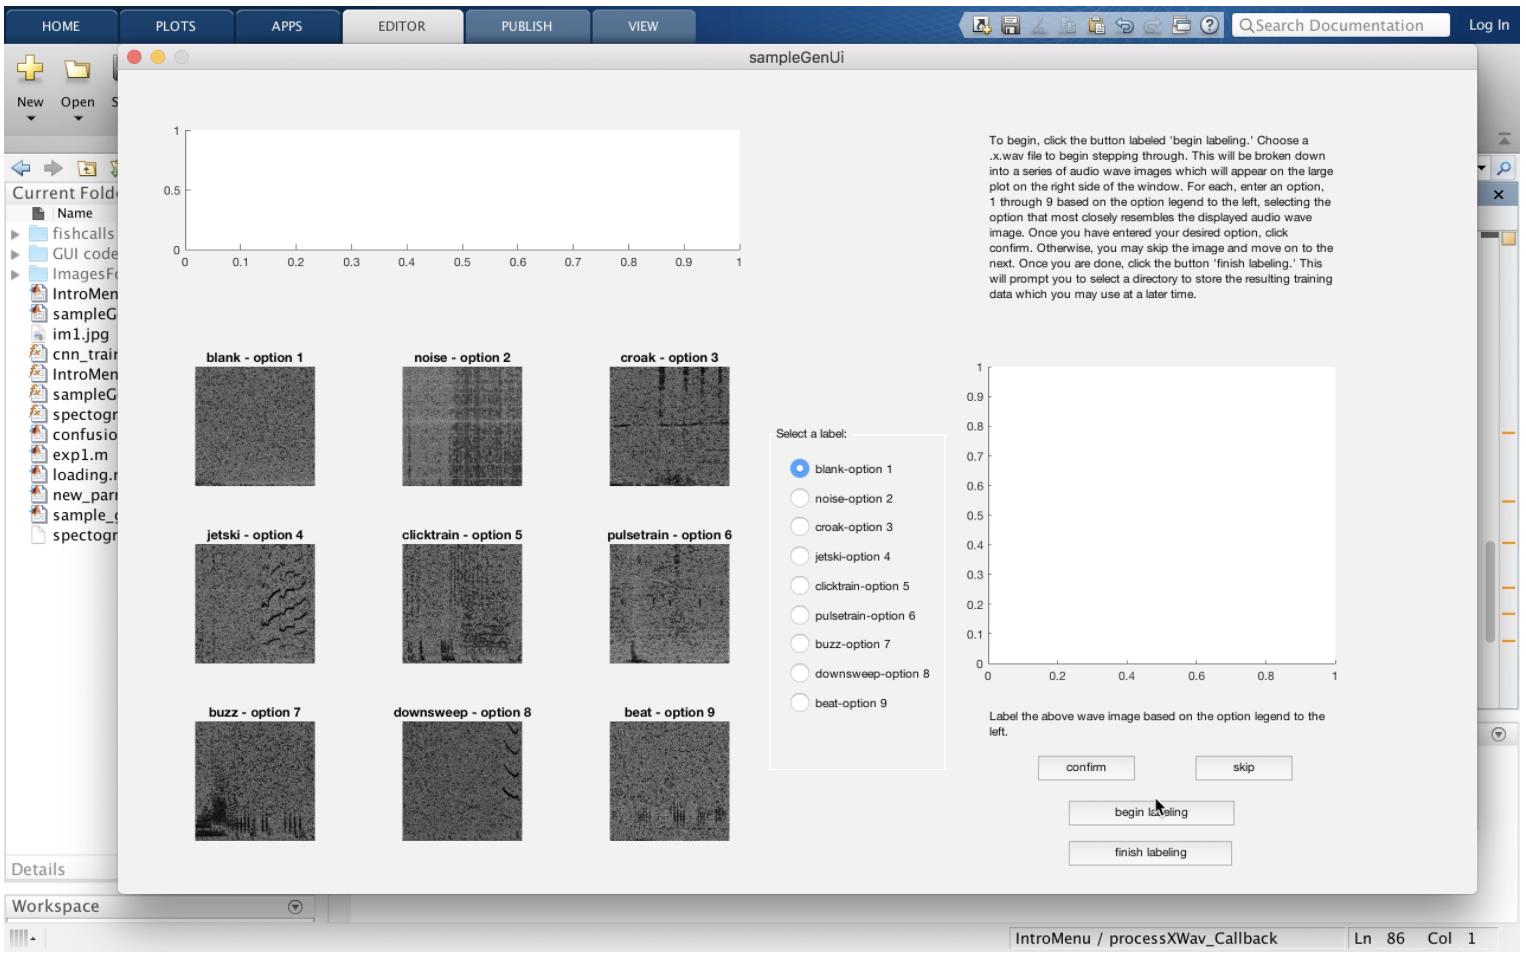 HOME PLOTS APPS EDITOR PUBLISH VIEW Search Documentation Log In
sampleGenUi
New Open S
Current Fold
Name
fishcalls
GUI code
ImagesFo
IntroMen
sampleG
im1.jpg
cnn_trair
IntroMen
sampleG
spectogr
confusio
exp1.m
loading.r
new_parr
sample_g
spectogr
Details
Workspace
1
0.5
0
0 0.1 0.2 0.3 0.4 0.5 0.6 0.7 0.8 0.9 1
To begin, click the button labeled 'begin labeling.' Choose a
.x.wav file to begin stepping through. This will be broken down
into a series of audio wave images which will appear on the large
plot on the right side of the window. For each, enter an option,
1 through 9 based on the option legend to the left, selecting the
option that most closely resembles the displayed audio wave
image. Once you have entered your desired option, click
confirm. Otherwise, you may skip the image and move on to the
next. Once you are done, click the button 'finish labeling.' This
will prompt you to select a directory to store the resulting training
data which you may use at a later time.
blank - option 1 noise - option 2 croak - option 3
jetski - option 4 clicktrain - option 5 pulsetrain - option 6
buzz - option 7 downsweep - option 8 beat - option 9
Select a label:
blank-option 1
noise-option 2
croak-option 3
jetski-option 4
clicktrain-option 5
pulsetrain-option 6
buzz-option 7
downsweep-option 8
beat-option 9
1
0.9
0.8
0.7
0.6
0.5
0.4
0.3
0.2
0.1
0
0 0.2 0.4 0.6 0.8 1
Label the above wave image based on the option legend to the
left.
confirm skip
begin labeling
finish labeling
IntroMenu / processXWav_Callback Ln 86 Col 1